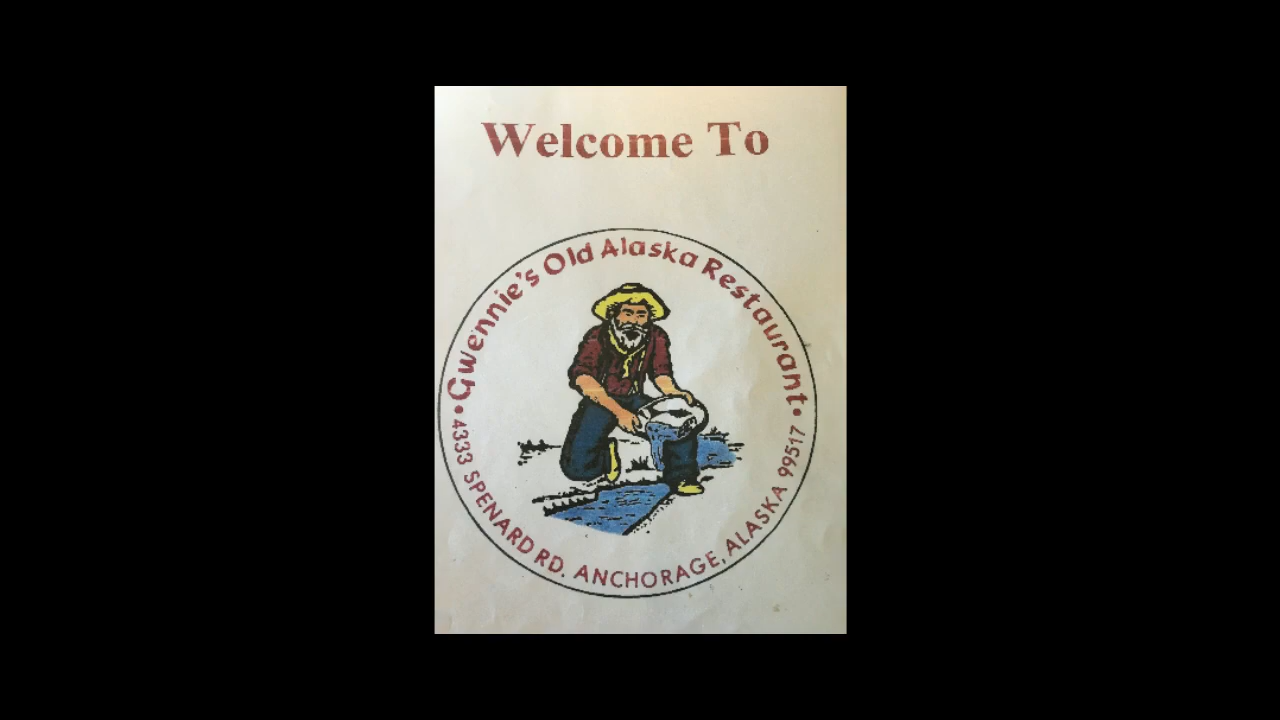 Welcome To
• Gwennie's Old Alaska Restaurant •
4333 SPENARD RD. ANCHORAGE, ALASKA 99517